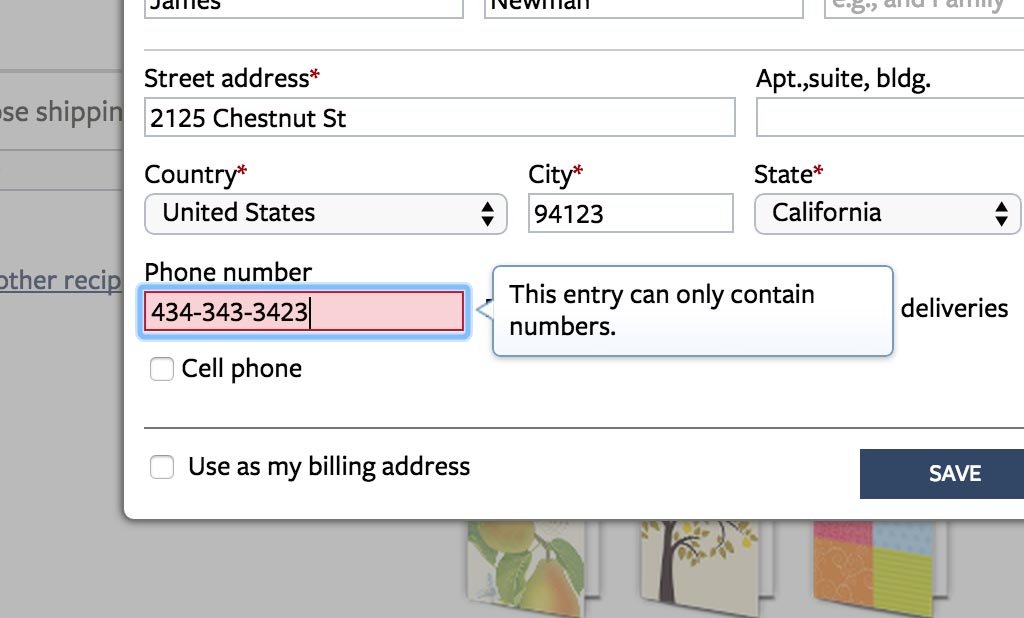 James Newman e.g., and Family
Street address* Apt.,suite, bldg.
2125 Chestnut St
ose shippin
Country* City* State*
United States 94123 California
other recip
Phone number
434-343-3423
This entry can only contain
numbers.
deliveries
Cell phone
Use as my billing address
SAVE